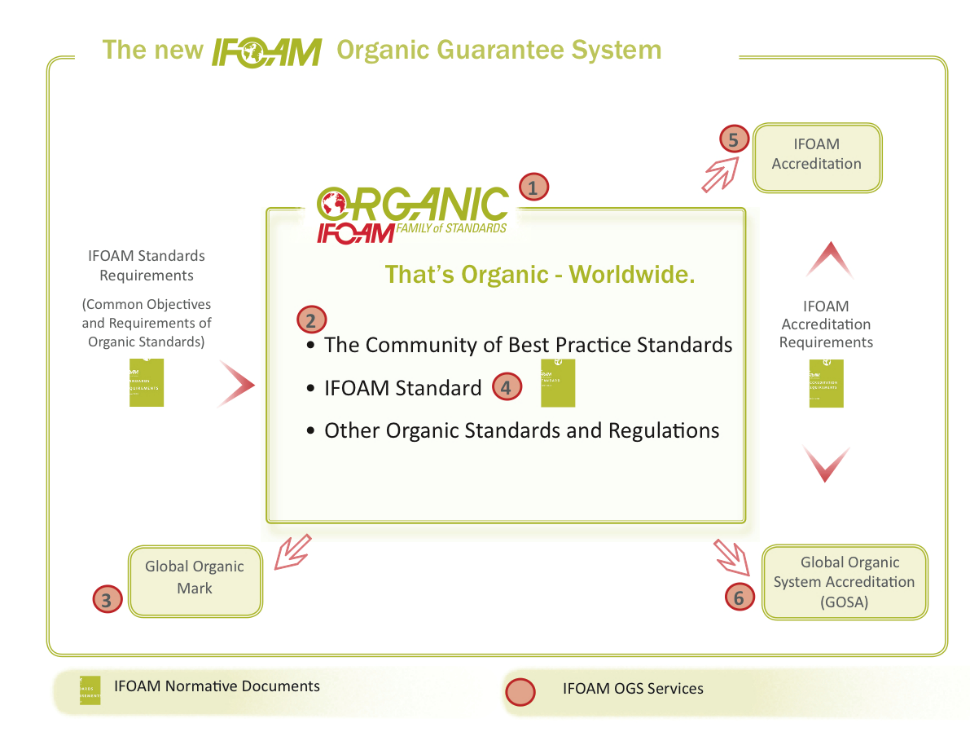 The new IFOAM Organic Guarantee System
5
IFOAM
Accreditation
1
ORGANIC
IFOAM FAMILY of STANDARDS
IFOAM Standards
Requirements
(Common Objectives
and Requirements of
Organic Standards)
That's Organic - Worldwide.
2
• The Community of Best Practice Standards
• IFOAM Standard 4
• Other Organic Standards and Regulations
IFOAM
Accreditation
Requirements
Global Organic
Mark
3
Global Organic
System Accreditation
(GOSA)
6
IFOAM Normative Documents
IFOAM OGS Services